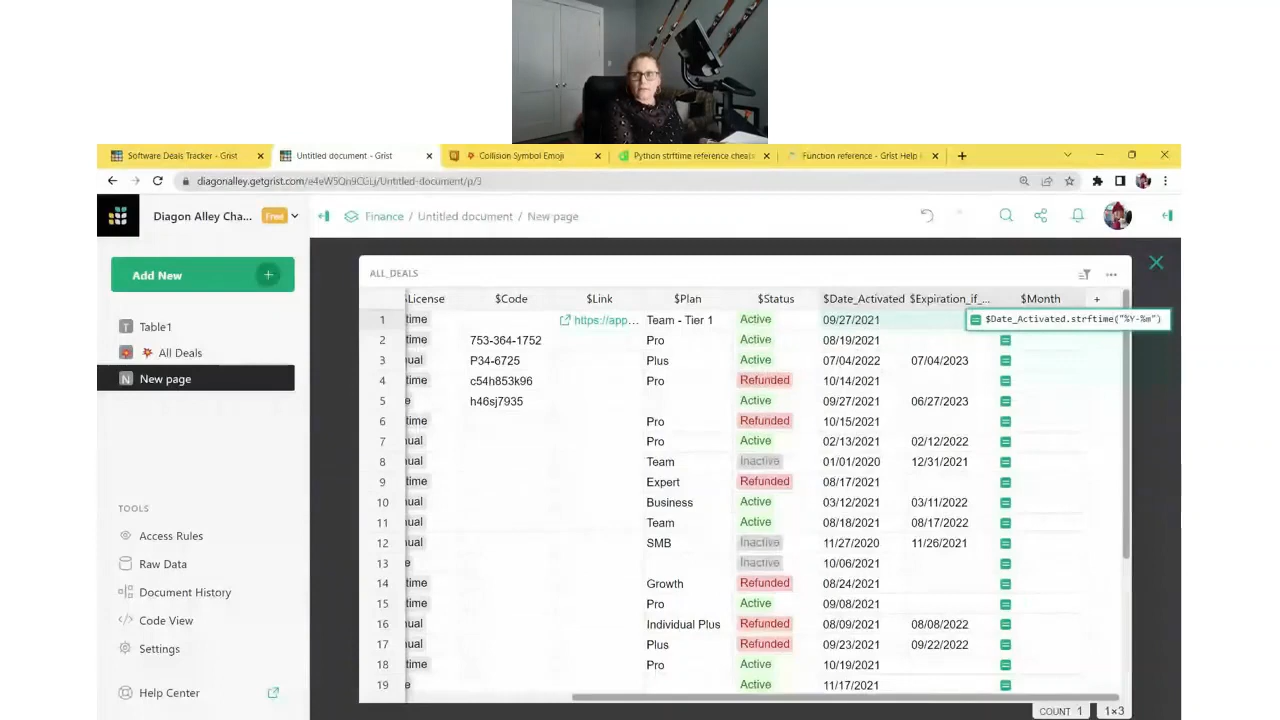 Software Deals Tracker - Grist
Untitled document - Grist
Collision Symbol Emoji
Python strftime reference cheat
Function reference - Grist Help
diagonalley.getgrist.com/e4eW5Qn9CGLj/Untitled-document/p/9
Diagon Alley Cha... Free
Finance / Untitled document / New page
Add New
Table1
All Deals
New page
TOOLS
Access Rules
Raw Data
Document History
Code View
Settings
Help Center
ALL_DEALS
License $Code $Link $Plan $Status $Date_Activated $Expiration_if_... $Month +
1 time https://app... Team - Tier 1 Active 09/27/2021 $Date_Activated.strftime("%Y-%m")
2 time 753-364-1752 Pro Active 08/19/2021
3 ual P34-6725 Plus Active 07/04/2022 07/04/2023
4 time c54h853k96 Pro Refunded 10/14/2021
5 e h46sj7935 Active 09/27/2021 06/27/2023
6 time Pro Refunded 10/15/2021
7 ual Pro Active 02/13/2021 02/12/2022
8 ual Team Inactive 01/01/2020 12/31/2021
9 time Expert Refunded 08/17/2021
10 ual Business Active 03/12/2021 03/11/2022
11 ual Team Active 08/18/2021 08/17/2022
12 ual SMB Inactive 11/27/2020 11/26/2021
13 e Inactive 10/06/2021
14 time Growth Refunded 08/24/2021
15 time Pro Active 09/08/2021
16 ual Individual Plus Refunded 08/09/2021 08/08/2022
17 ual Plus Refunded 09/23/2021 09/22/2022
18 time Pro Active 10/19/2021
19 e Active 11/17/2021
COUNT 1 1×3